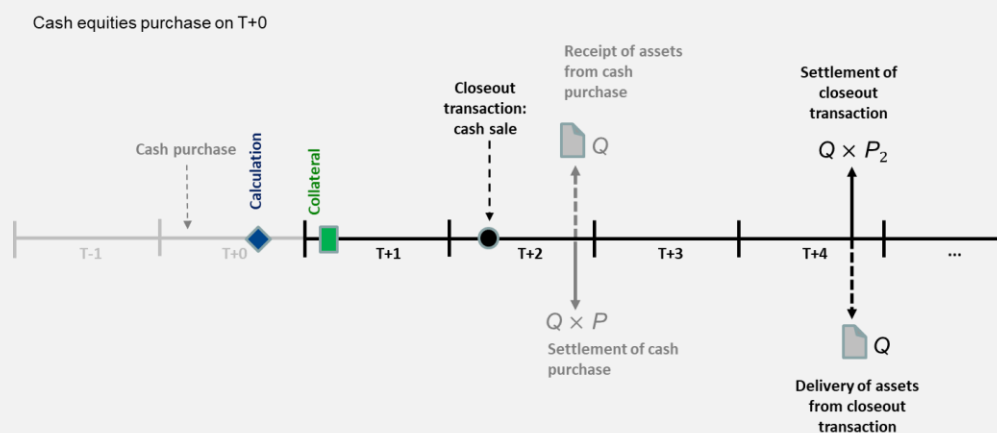 Cash equities purchase on T+0
Receipt of assets
from cash
purchase
Q
Settlement of
closeout
transaction
Q × P₂
Closeout
transaction:
cash sale
Cash purchase
Calculation
Collateral
T-1
T+0
T+1
T+2
T+3
T+4
...
Q × P
Settlement of cash
purchase
Q
Delivery of assets
from closeout
transaction